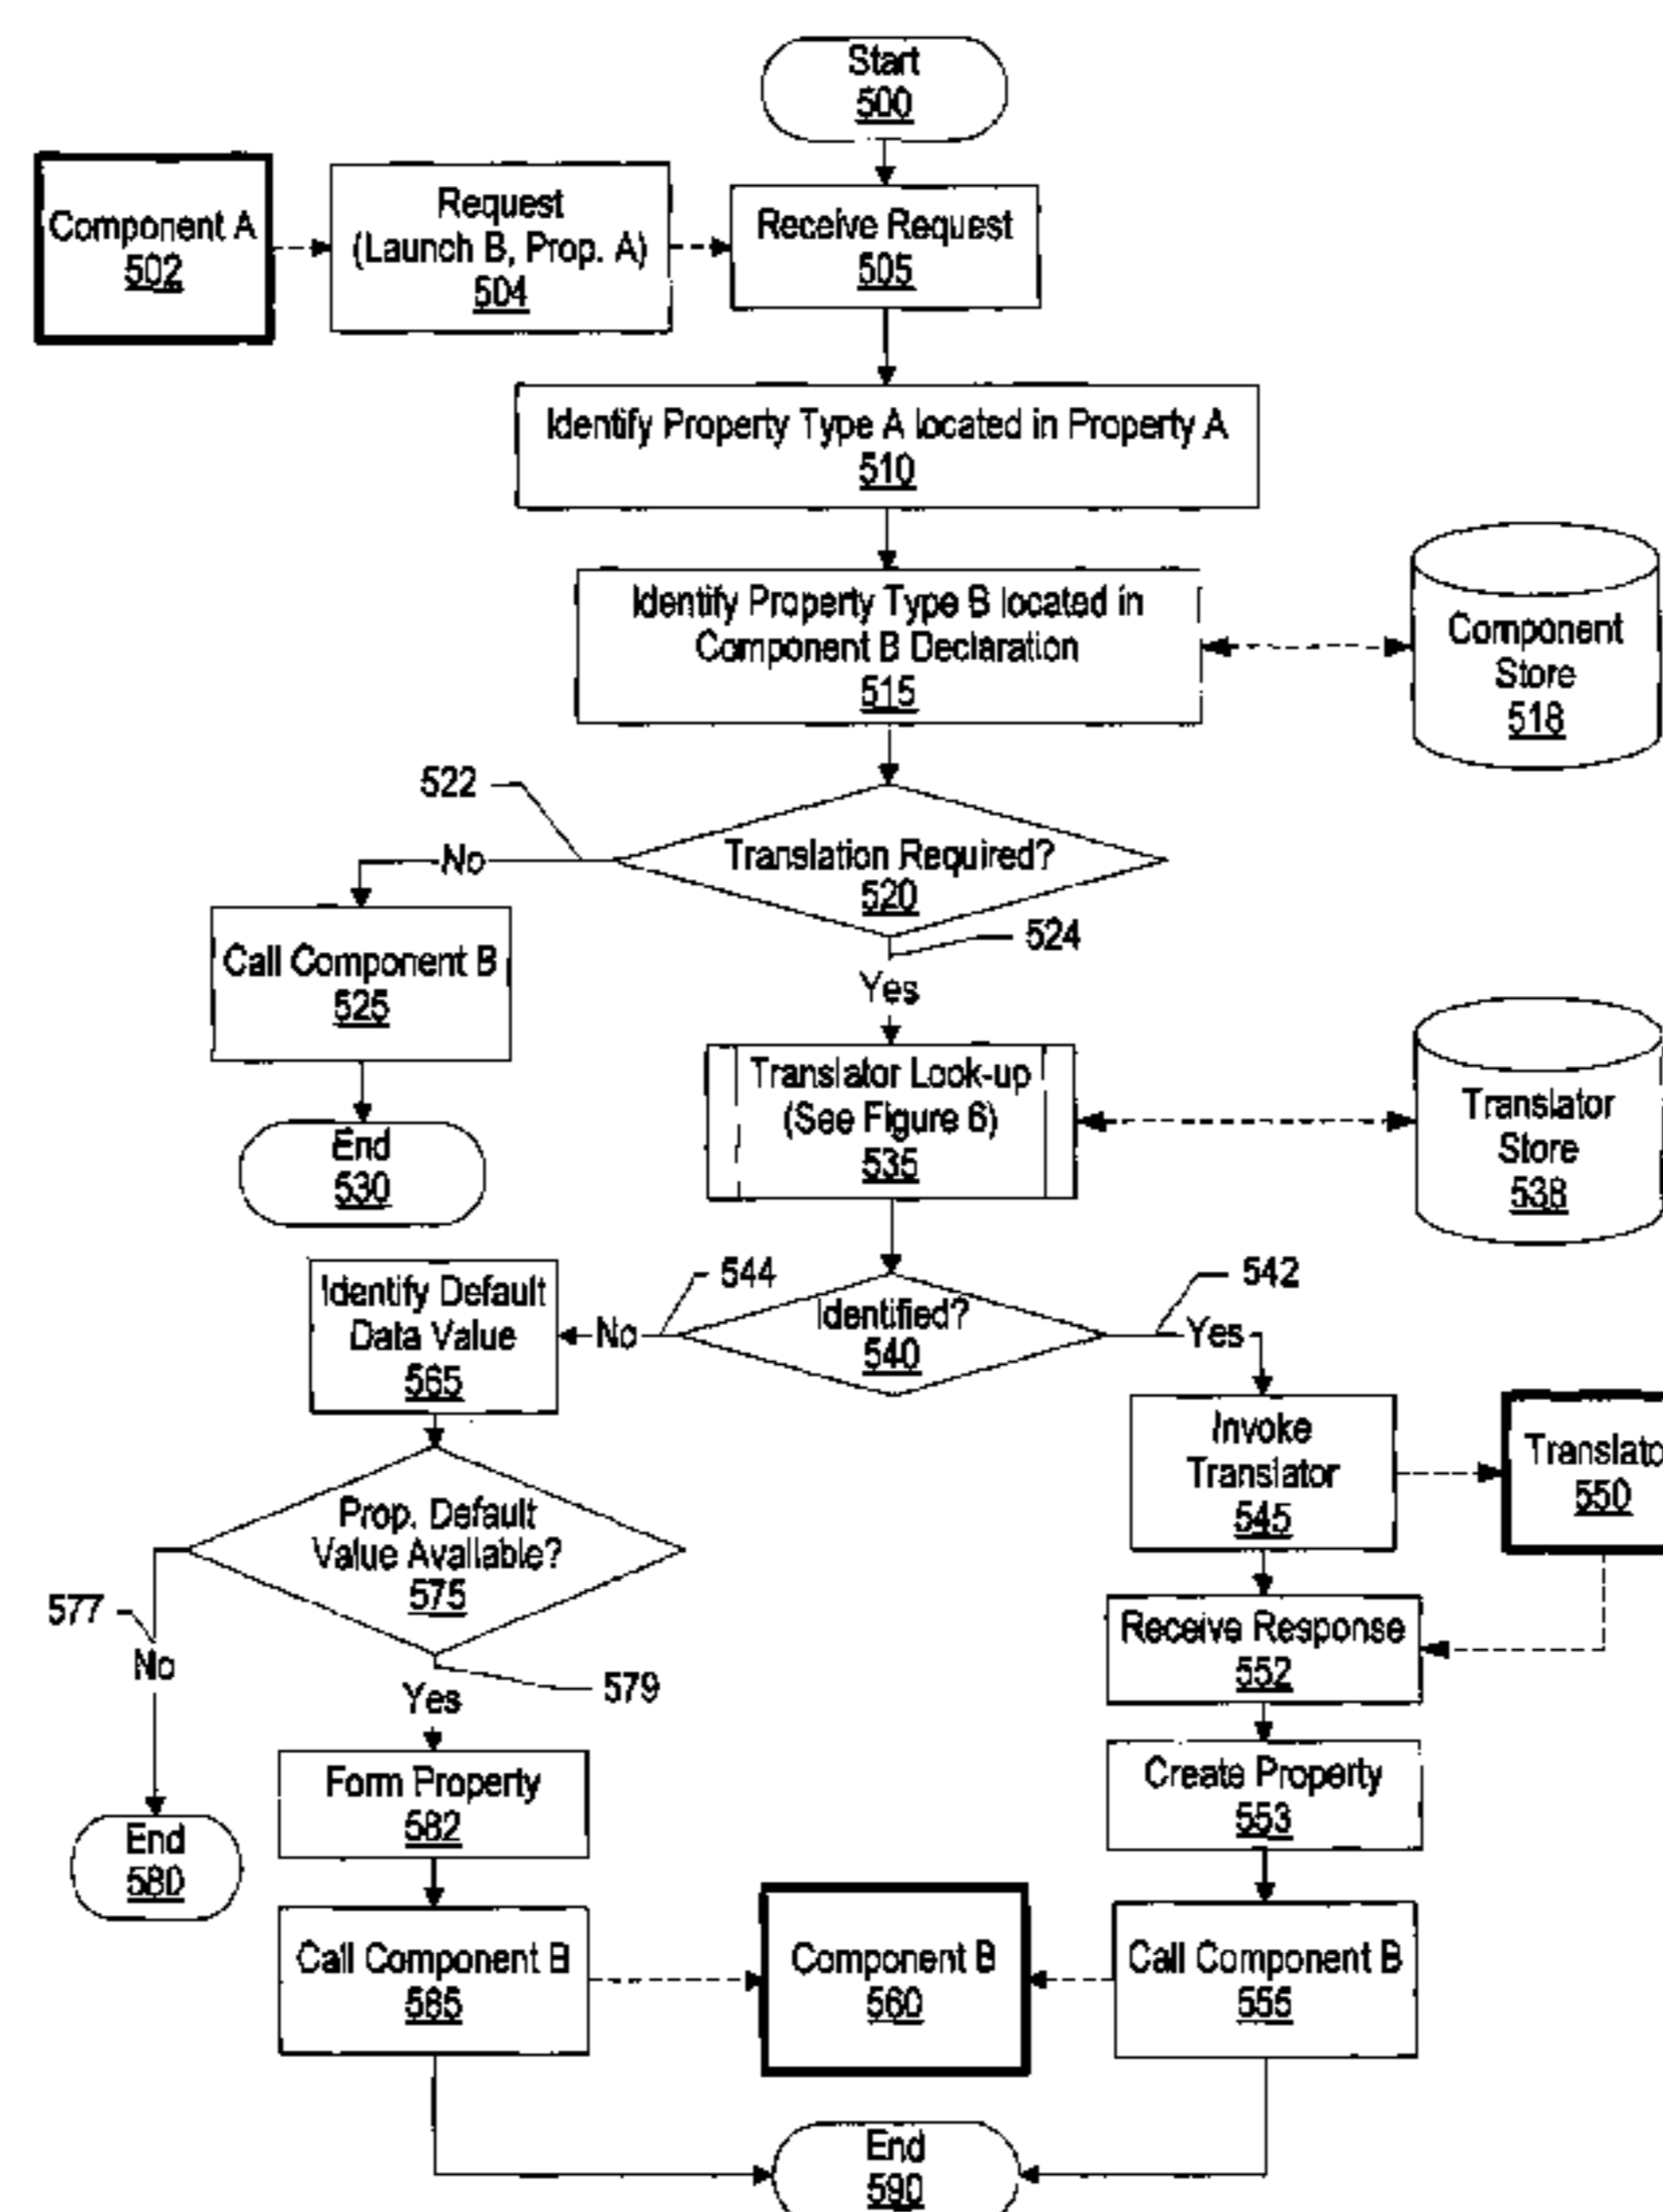 Start
500
Component A
502
Request
(Launch B, Prop. A)
504
Receive Request
505
Identify Property Type A located in Property A
510
Identify Property Type B located in
Component B Declaration
515
Component
Store
518
522
No
Translation Required?
520
524
Yes
Call Component B
525
End
530
Translator Look-up
(See Figure 6)
535
Translator
Store
538
Identify Default
Data Value
565
No
544
Identified?
540
542
Yes
Invoke
Translator
545
Translato
550
Prop. Default
Value Available?
575
577
No
579
Yes
Receive Response
552
Form Property
582
Create Property
553
End
580
Call Component B
585
Component B
560
Call Component B
555
End
590